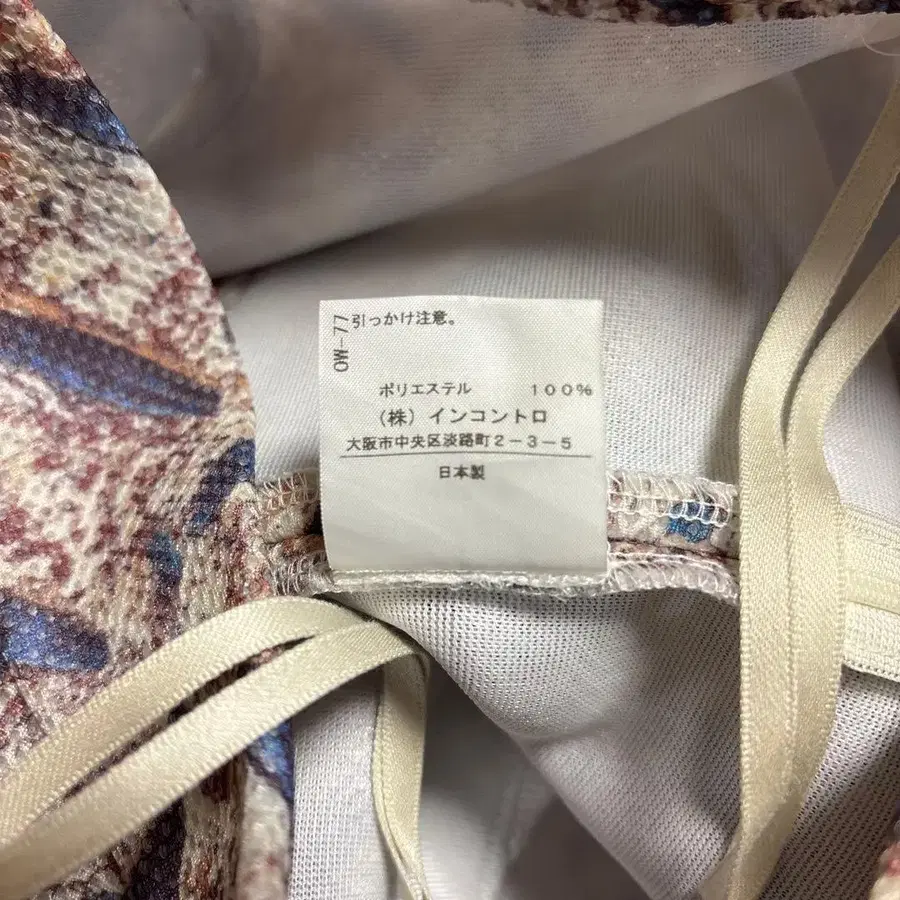 OW-77
引っかけ注意。
ポリエステル 100%
(株)インコントロ
大阪市中央区淡路町2-3-5
日本製